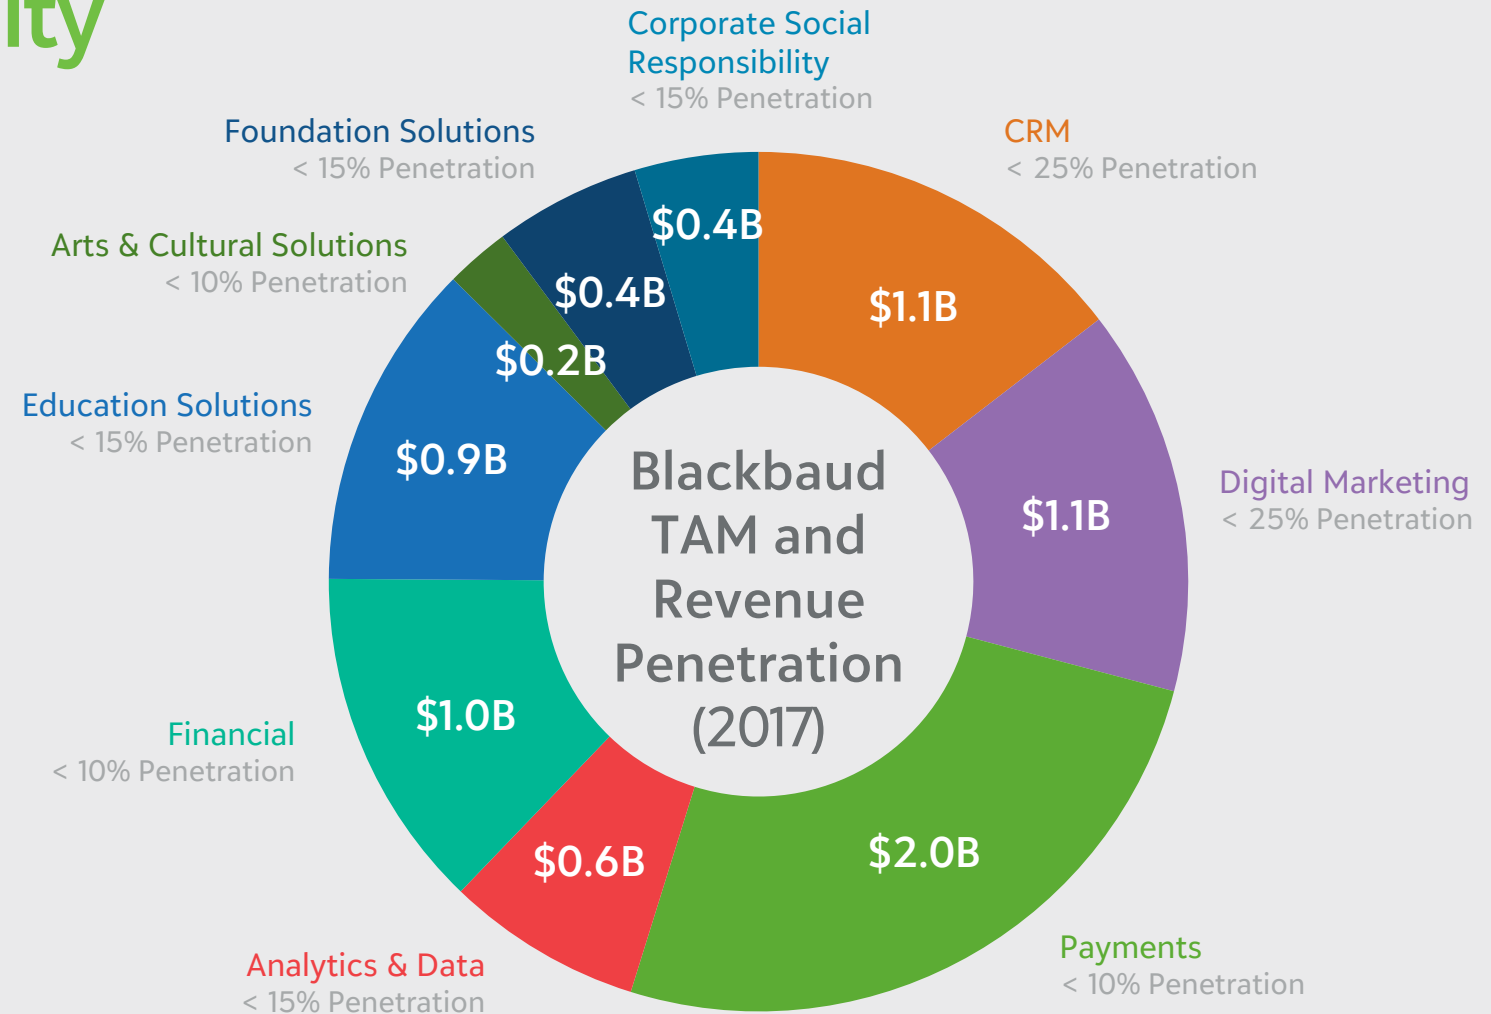 ity
Corporate Social
Responsibility
< 15% Penetration
Foundation Solutions
< 15% Penetration
CRM
< 25% Penetration
Arts & Cultural Solutions
< 10% Penetration
Education Solutions
< 15% Penetration
Digital Marketing
< 25% Penetration
Financial
< 10% Penetration
Analytics & Data
< 15% Penetration
Payments
< 10% Penetration
$0.4B
$0.4B
$1.1B
$0.2B
$0.9B
$1.1B
$1.0B
$0.6B
$2.0B
Blackbaud
TAM and
Revenue
Penetration
(2017)